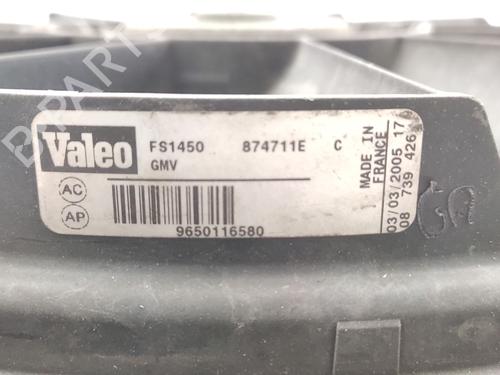 B-PARTS
Valeo
FS1450 874711E C
GMV
AC
AP
9650116580
MADE IN
FRANCE
03/03/2005 17
08 739 426